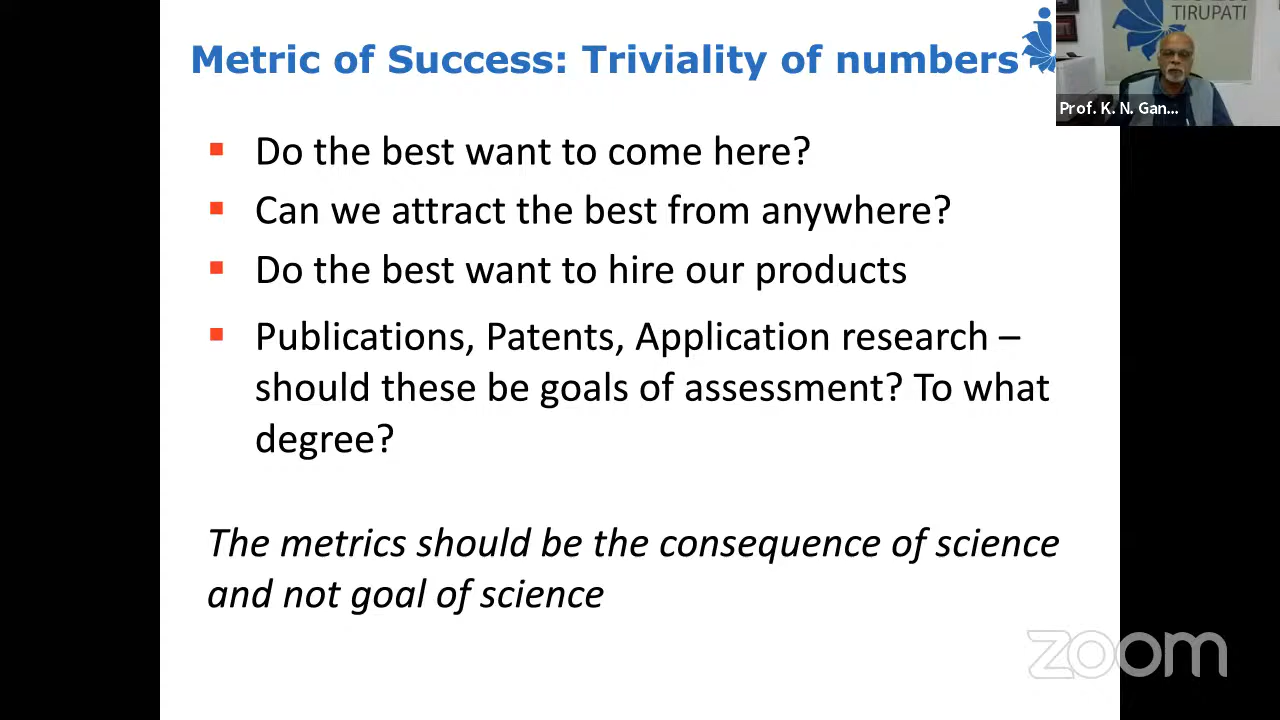 Metric of Success: Triviality of numbers
TIRUPATI
Prof. K. N. Gan...
Do the best want to come here?
Can we attract the best from anywhere?
Do the best want to hire our products
Publications, Patents, Application research –
should these be goals of assessment? To what
degree?
The metrics should be the consequence of science
and not goal of science
zoom